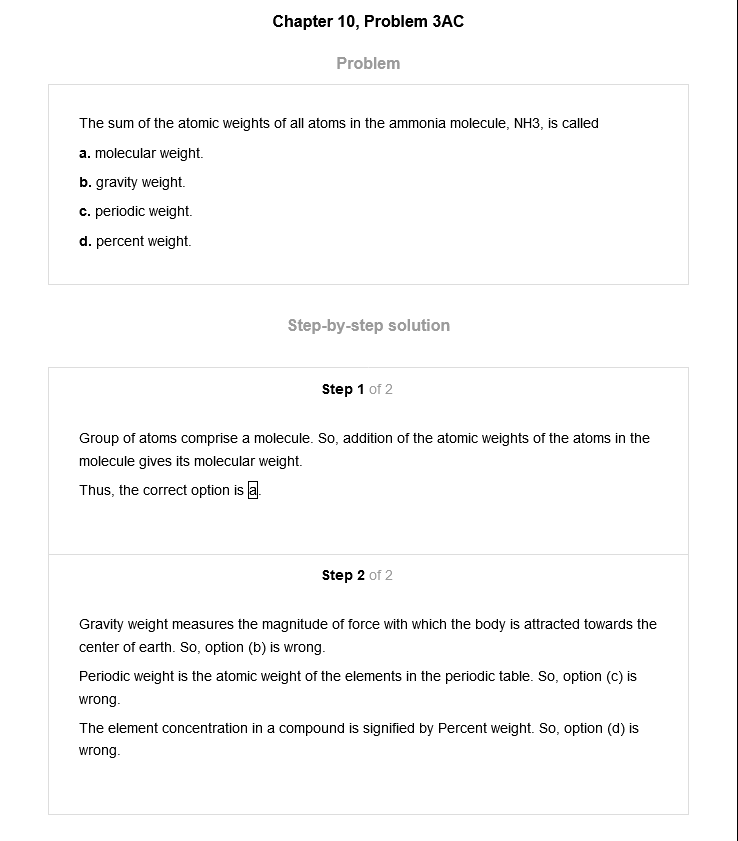 Chapter 10, Problem 3AC
Problem
The sum of the atomic weights of all atoms in the ammonia molecule, NH3, is called
a. molecular weight.
b. gravity weight.
c. periodic weight.
d. percent weight.
Step-by-step solution
Step 1 of 2
Group of atoms comprise a molecule. So, addition of the atomic weights of the atoms in the
molecule gives its molecular weight.
Thus, the correct option is a.
Step 2 of 2
Gravity weight measures the magnitude of force with which the body is attracted towards the
center of earth. So, option (b) is wrong.
Periodic weight is the atomic weight of the elements in the periodic table. So, option (c) is
wrong.
The element concentration in a compound is signified by Percent weight. So, option (d) is
wrong.